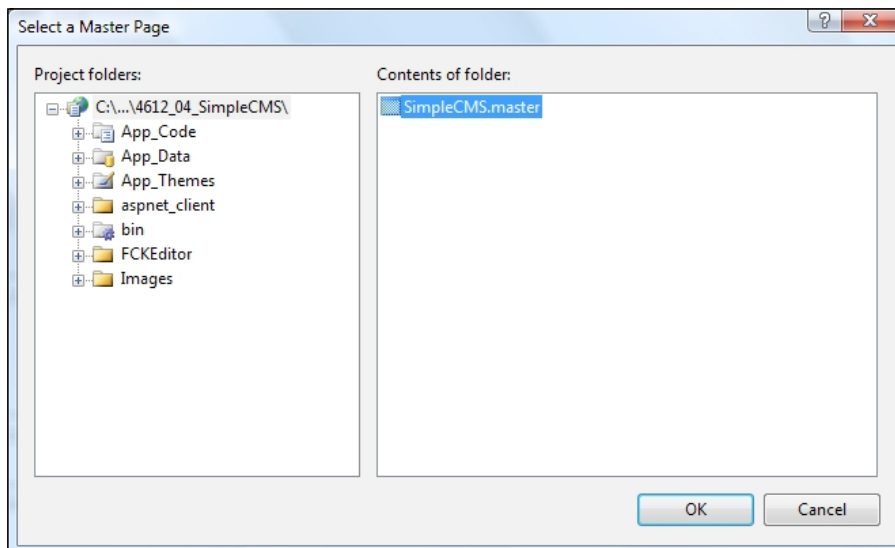 Select a Master Page
?
X
Project folders:
Contents of folder:
C:\...\4612_04_SimpleCMS\
App_Code
App_Data
App_Themes
aspnet_client
bin
FCKEditor
Images
SimpleCMS.master
OK
Cancel